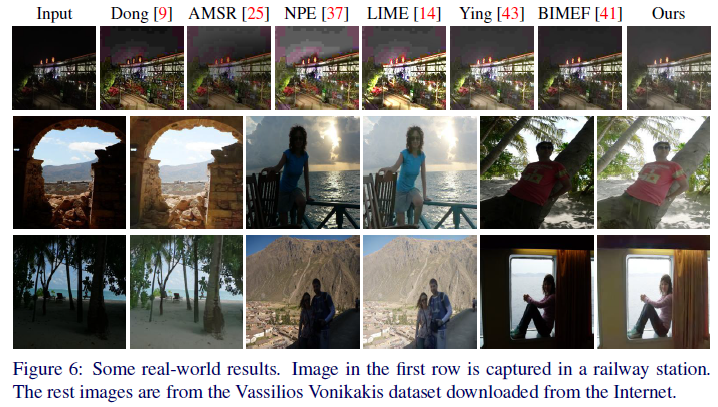 Input Dong [9] AMSR [25] NPE [37] LIME [14] Ying [43] BIMEF [41] Ours
Figure 6: Some real-world results. Image in the first row is captured in a railway station.
The rest images are from the Vassilios Vonikakis dataset downloaded from the Internet.